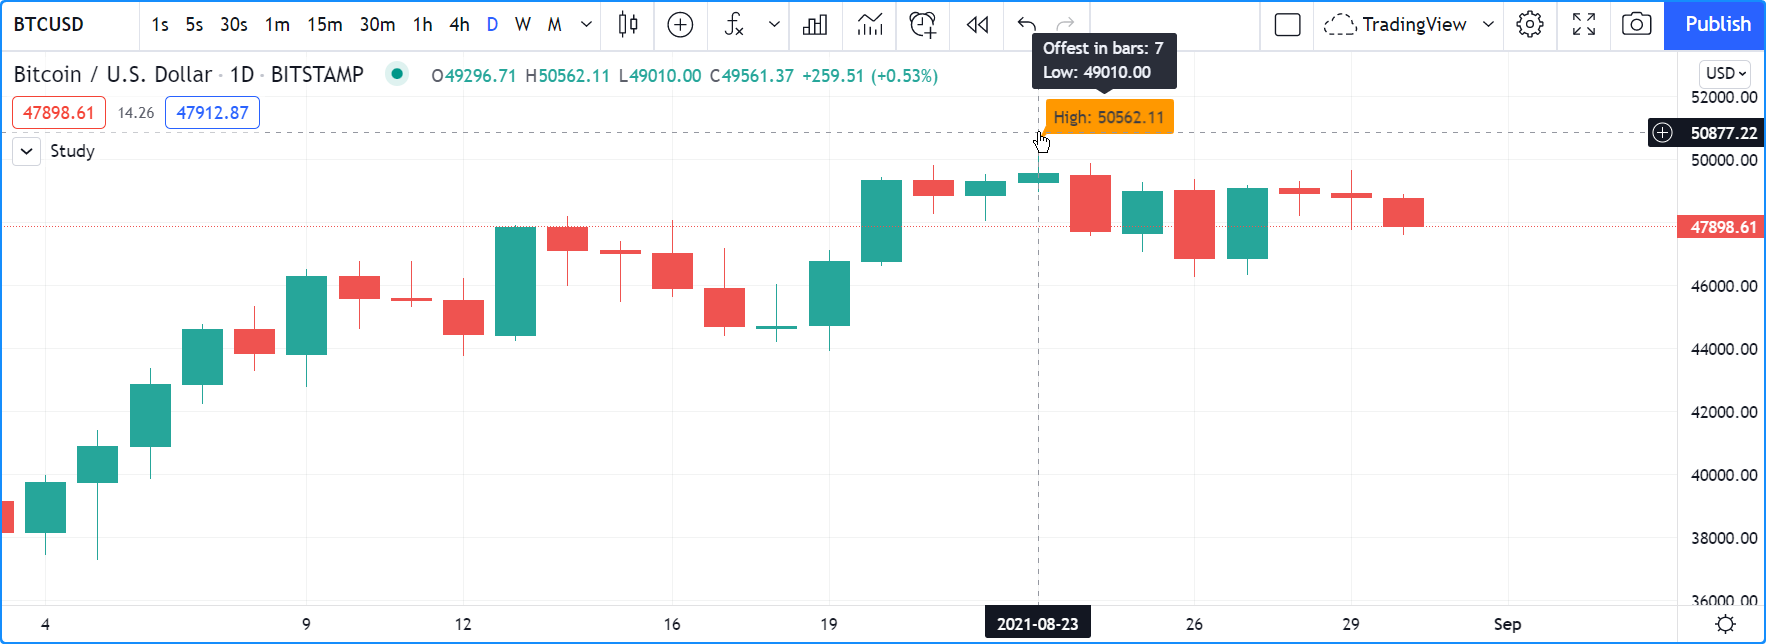 BTCUSD 1s 5s 30s 1m 15m 30m 1h 4h D W M TradingView Publish
Offest in bars: 7
Low: 49010.00
Bitcoin / U.S. Dollar · 1D · BITSTAMP O49296.71 H50562.11 L49010.00 C49561.37 +259.51 (+0.53%)
USD
47898.61 14.26 47912.87
High: 50562.11
Study
52000.00
50877.22
50000.00
47898.61
46000.00
44000.00
42000.00
40000.00
38000.00
36000.00
4 9 12 16 19 2021-08-23 26 29 Sep